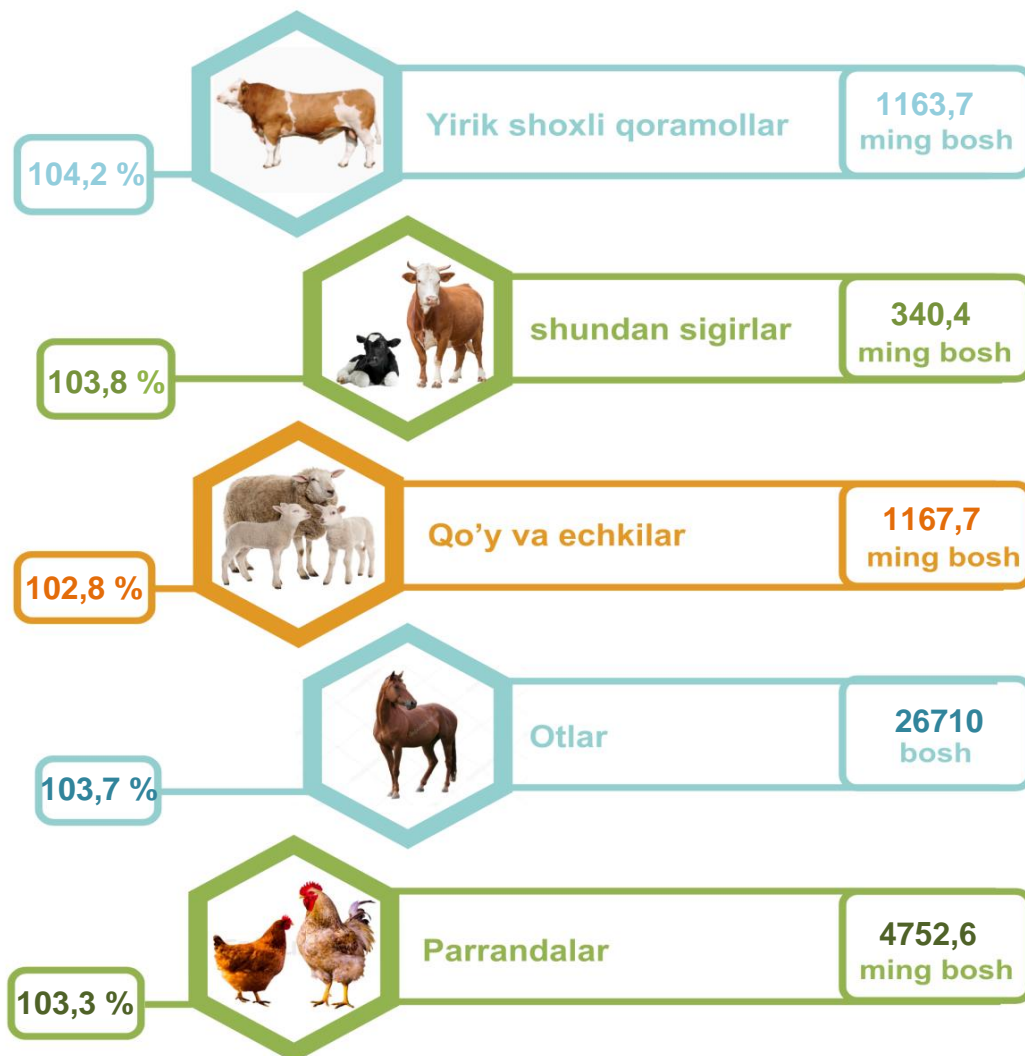 Yirik shoxli qoramollar
1163,7
ming bosh
104,2 %
shundan sigirlar
340,4
ming bosh
103,8 %
Qo'y va echkilar
1167,7
ming bosh
102,8 %
Otlar
26710
bosh
103,7 %
Parrandalar
4752,6
ming bosh
103,3 %